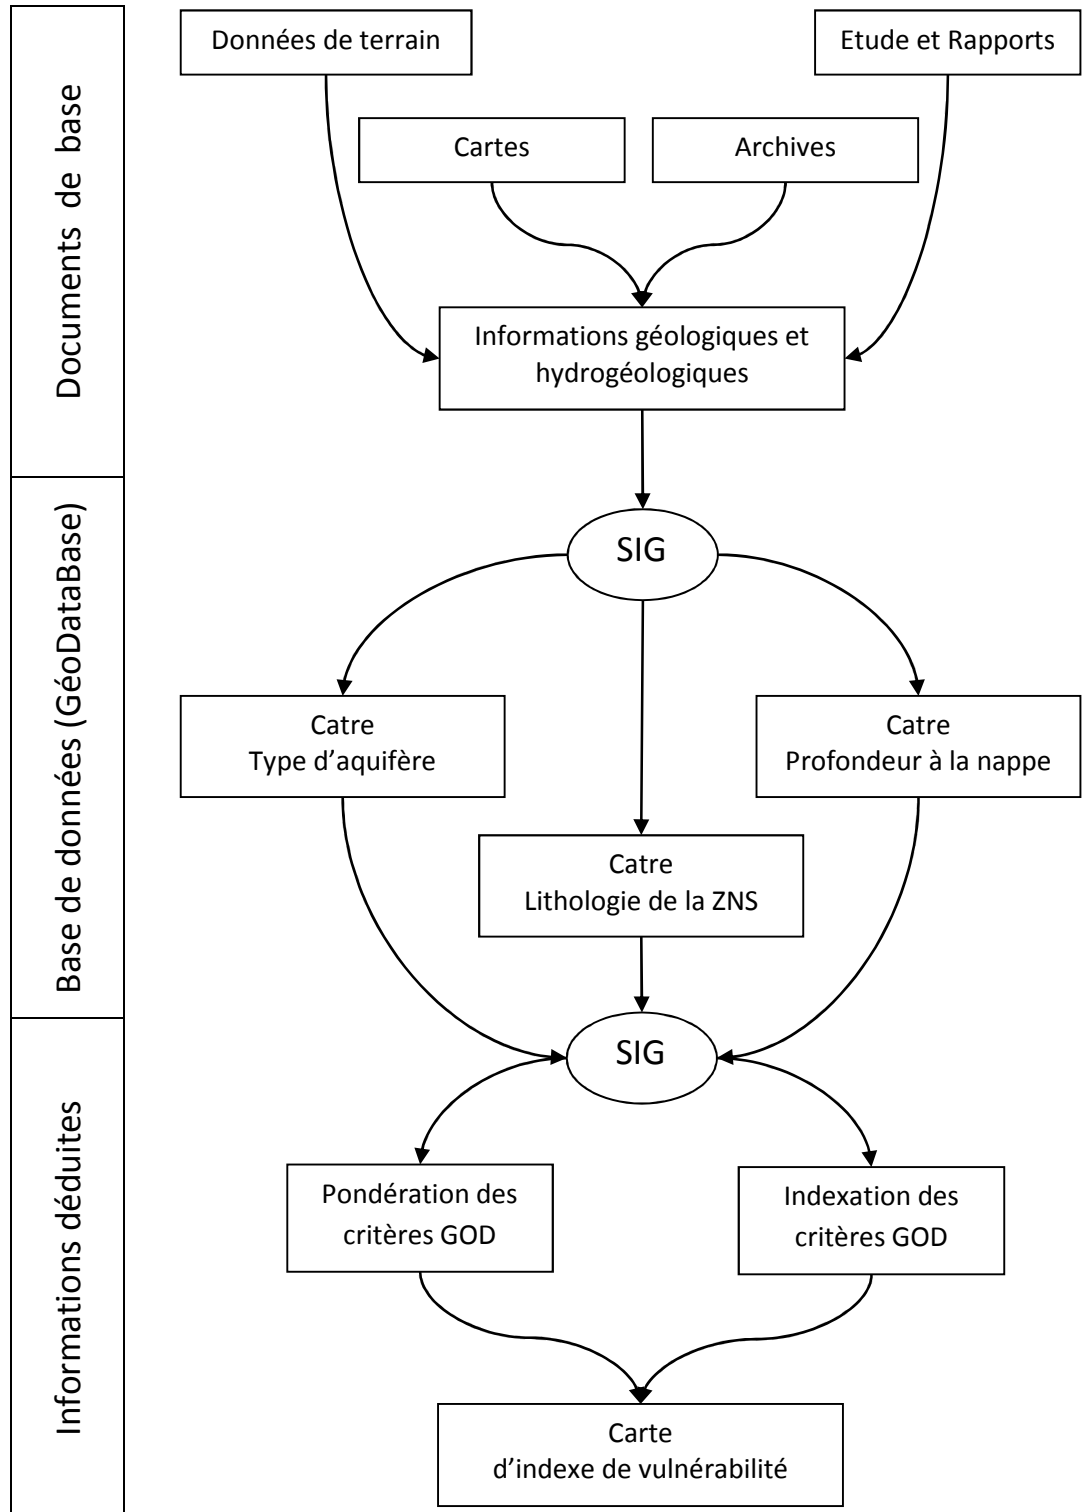 Documents de base
Données de terrain
Etude et Rapports
Cartes
Archives
Informations géologiques et
hydrogéologiques
Base de données (GéoDataBase)
SIG
Catre
Type d’aquifère
Catre
Profondeur à la nappe
Catre
Lithologie de la ZNS
Informations déduites
SIG
Pondération des
critères GOD
Indexation des
critères GOD
Carte
d’indexe de vulnérabilité